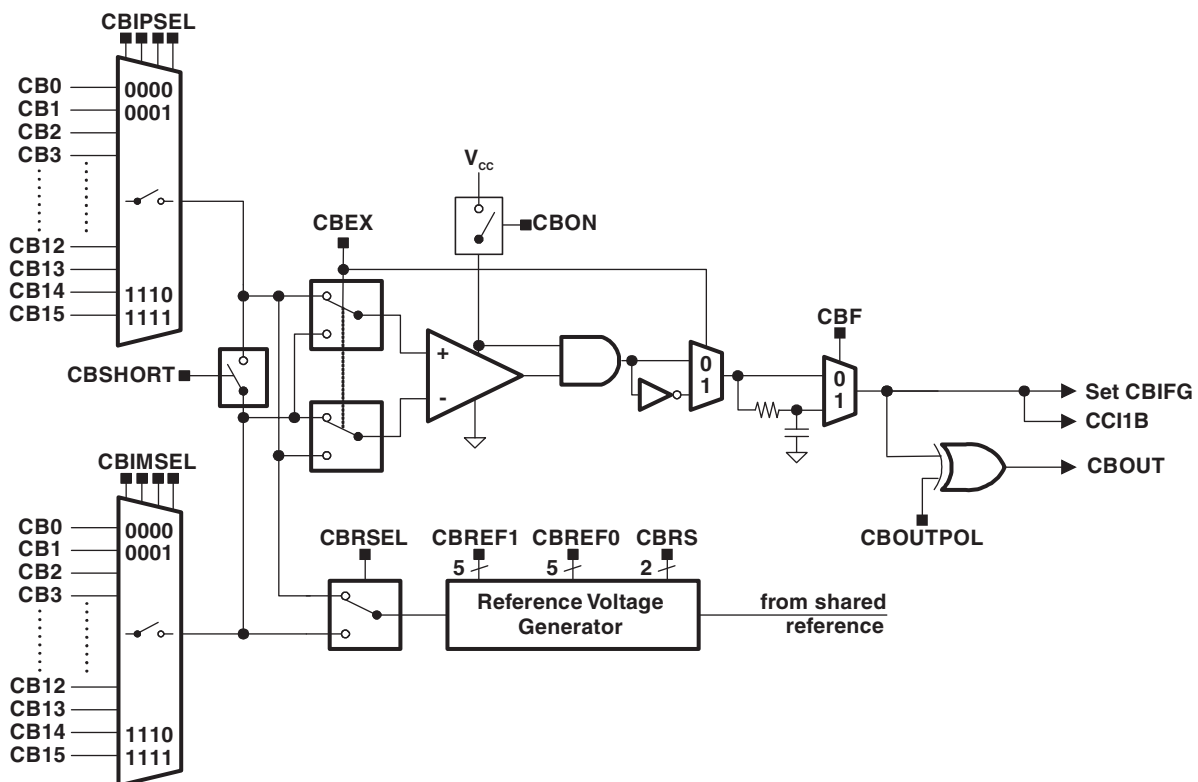 CBIPSEL
CB0
0000
CB1
0001
CB2
CB3
CB12
CB13
CB14
1110
CB15
1111
VCC
CBEX
CBON
CBSHORT
+
-
0
1
CBF
0
1
Set CBIFG
CCI1B
CBOUT
CBOUTPOL
CBIMSEL
CB0
0000
CB1
0001
CB2
CB3
CB12
CB13
CB14
1110
CB15
1111
CBRSEL
CBREF1
CBREF0
CBRS
5
5
2
Reference Voltage
Generator
from shared
reference